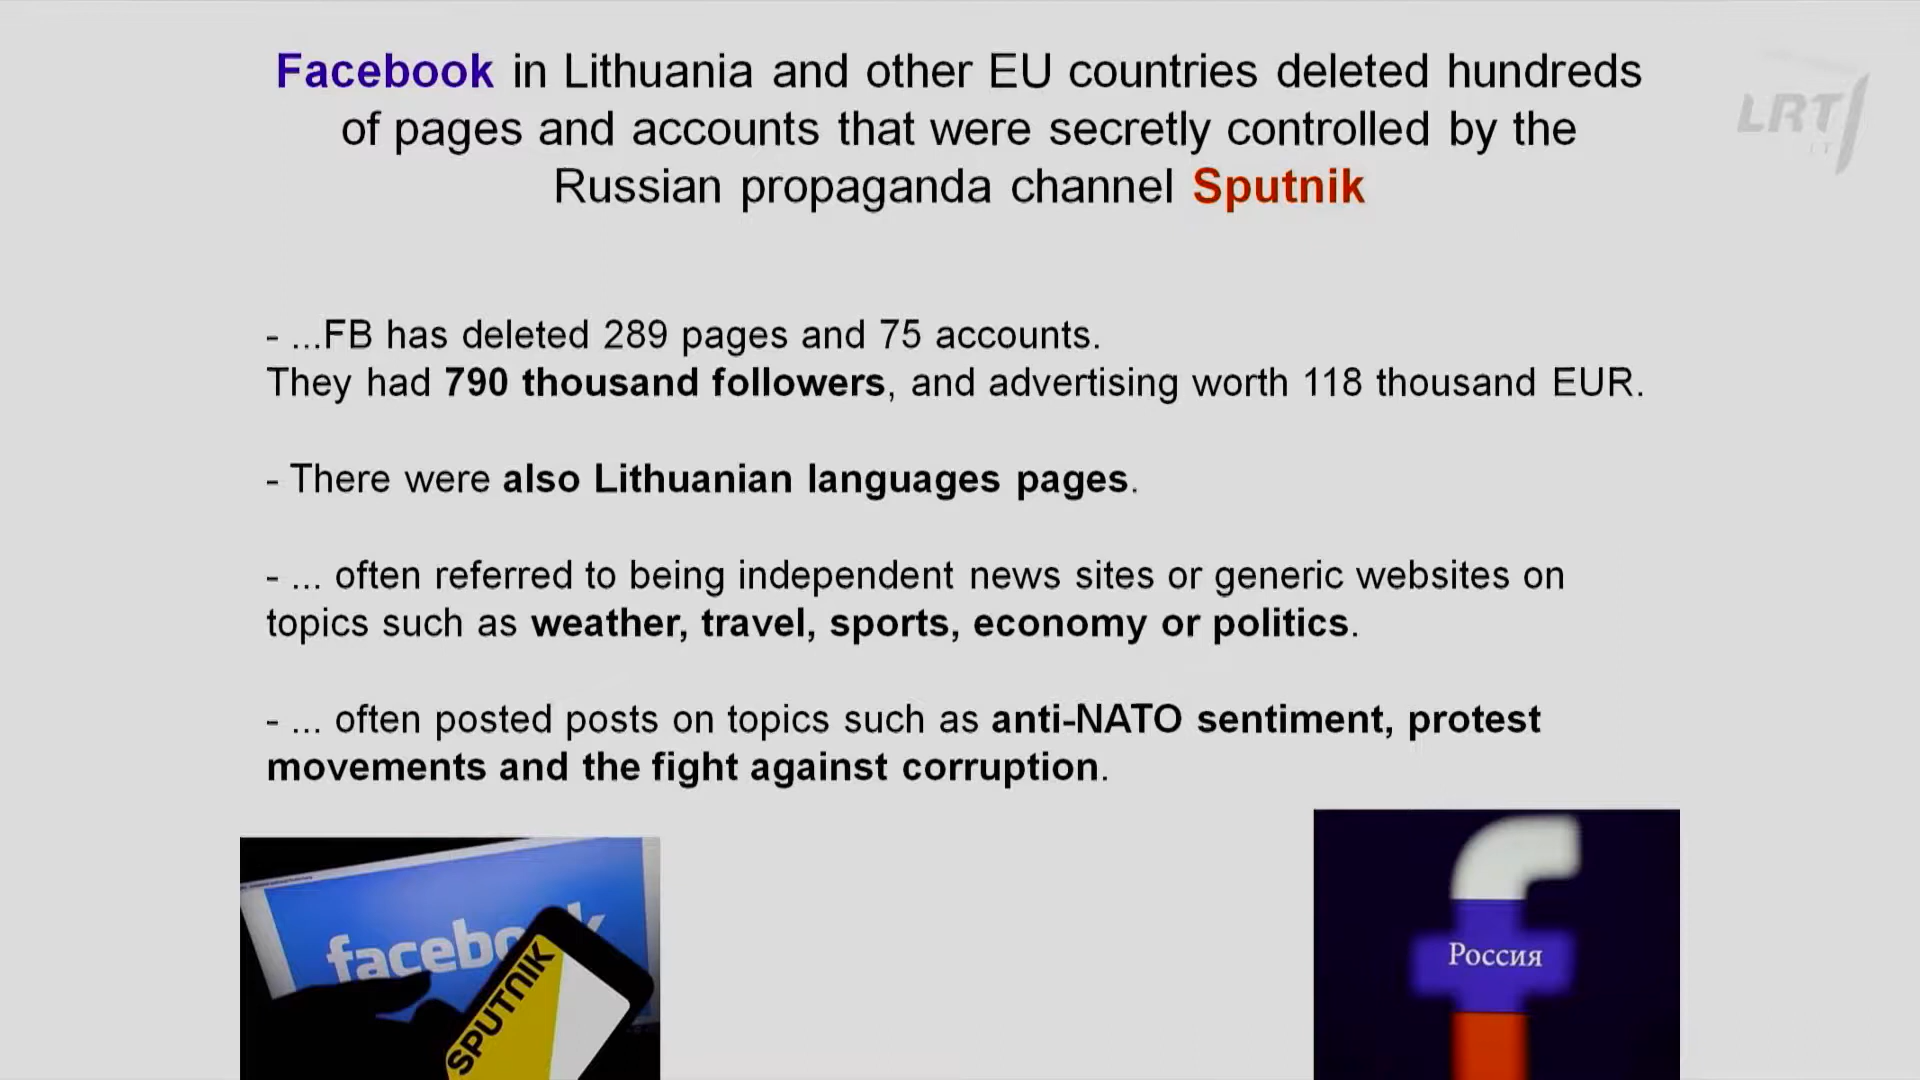 Facebook in Lithuania and other EU countries deleted hundreds
of pages and accounts that were secretly controlled by the
Russian propaganda channel Sputnik
LRT
LT
- ...FB has deleted 289 pages and 75 accounts.
They had 790 thousand followers, and advertising worth 118 thousand EUR.
- There were also Lithuanian languages pages.
- ... often referred to being independent news sites or generic websites on
topics such as weather, travel, sports, economy or politics.
- ... often posted posts on topics such as anti-NATO sentiment, protest
movements and the fight against corruption.
facebook
SPUTNIK
Россия